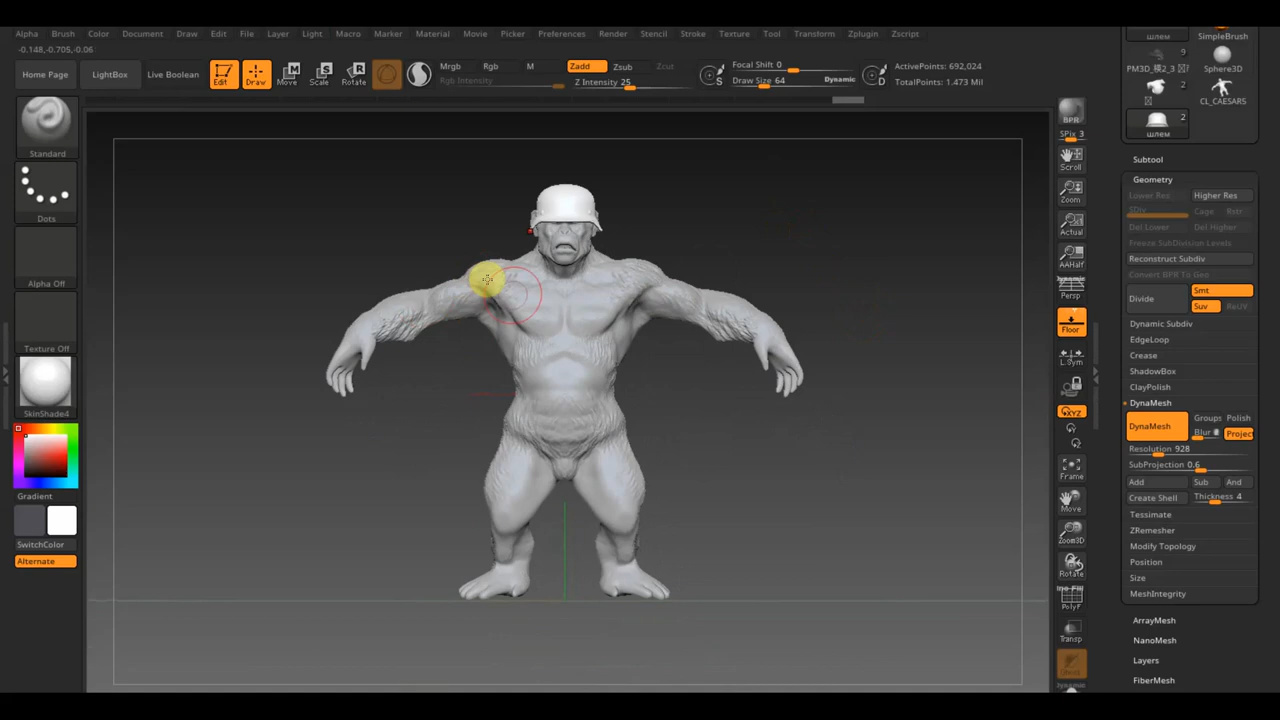 Alpha Brush Color Document Draw Edit File Layer Light Macro Marker Material Movie Picker Preferences Render Stencil Stroke Texture Tool Transform Zplugin Zscript
-0.148,-0.705,-0.06
Home Page LightBox Live Boolean Edit Draw Move Scale Rotate
Mrgb Rgb M Zadd Zsub Zcut
Rgb Intensity Z Intensity 25
S Focal Shift 0
Draw Size 64 Dynamic
D ActivePoints: 692,024
TotalPoints: 1.473 Mil
Standard
Dots
Alpha Off
Texture Off
SkinShade4
Gradient
SwitchColor
Alternate
BPR
SPix 3
Scroll
Zoom
Actual
AAHalf
Dynamic
Persp
Floor
L.Sym
XYZ
Frame
Move
Zoom3D
Rotate
PolyF
Transp
Dynamic
шлем SimpleBrush
9
Sphere3D
2
CL_CAESARS
2
шлем
Subtool
Geometry
Lower Res Higher Res
SDiv Cage Rstr
Del Lower Del Higher
Freeze SubDivision Levels
Reconstruct Subdiv
Convert BPR To Geo
Divide Smt
Suv ReUV
Dynamic Subdiv
EdgeLoop
Crease
ShadowBox
ClayPolish
DynaMesh
DynaMesh Groups Polish
Blur Project
Resolution 928
SubProjection 0.6
Add Sub And
Create Shell Thickness 4
Tessimate
ZRemesher
Modify Topology
Position
Size
MeshIntegrity
ArrayMesh
NanoMesh
Layers
FiberMesh